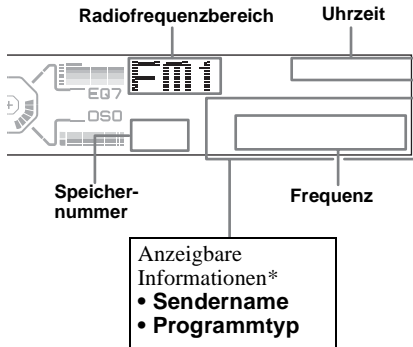 Radiofrequenzbereich Uhrzeit
FM1
EQ7
DSO
Speicher-
nummer
Frequenz
Anzeigbare
Informationen*
• Sendername
• Programmtyp